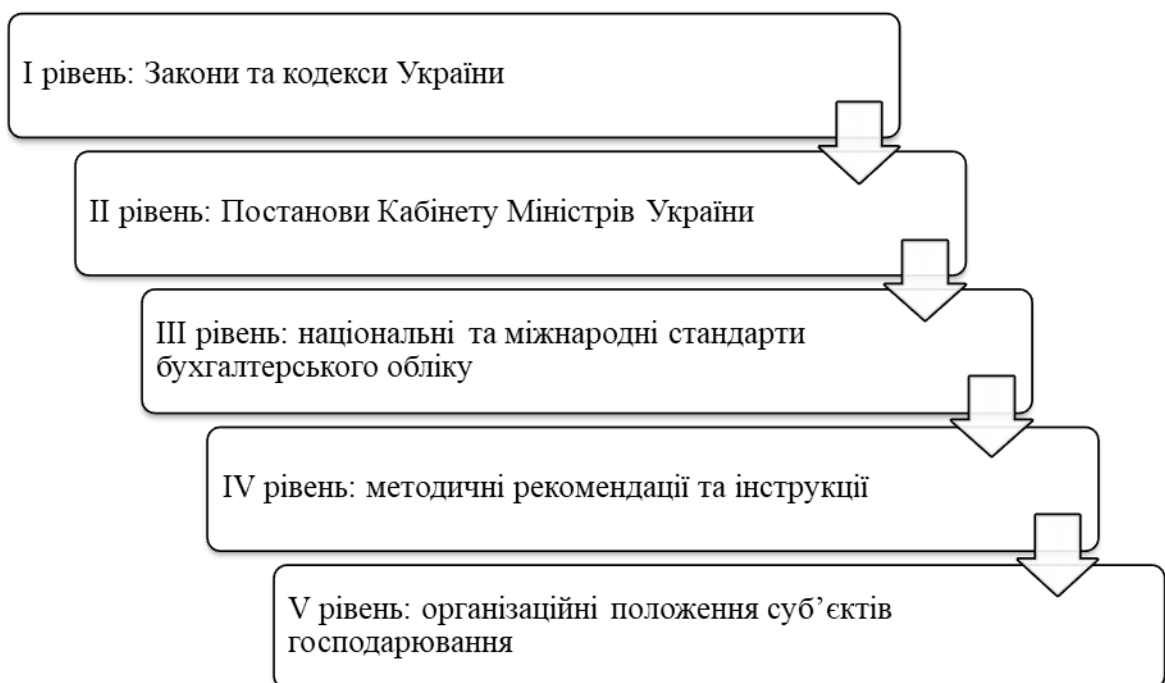 І рівень: Закони та кодекси України
ІІ рівень: Постанови Кабінету Міністрів України
ІІІ рівень: національні та міжнародні стандарти
бухгалтерського обліку
IV рівень: методичні рекомендації та інструкції
V рівень: організаційні положення суб’єктів
господарювання